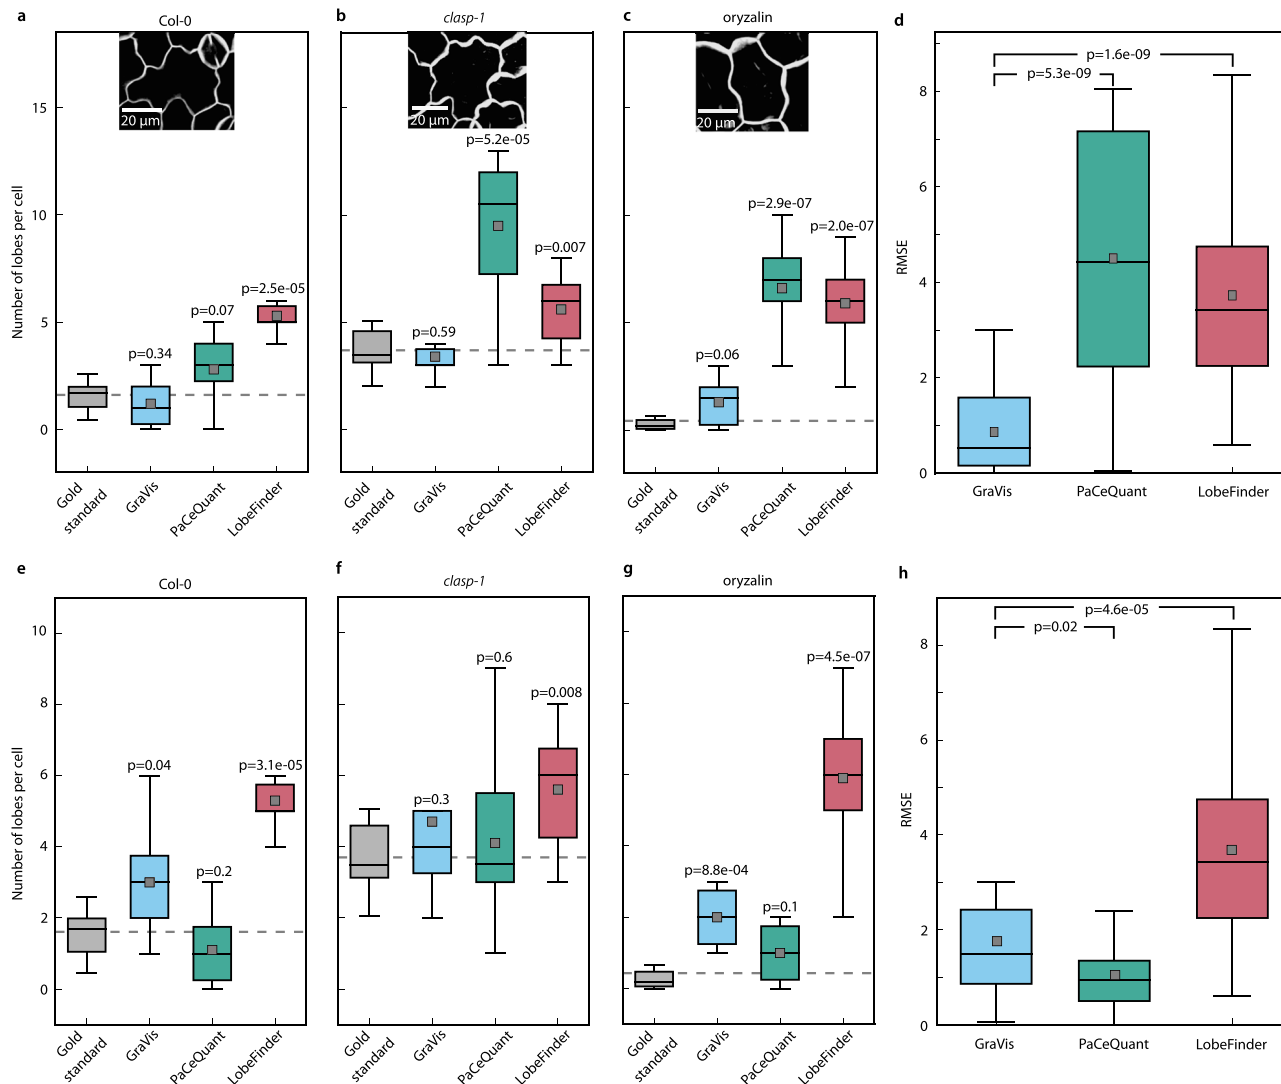 a
Col-0
b
clasp-1
c
oryzalin
d
20 µm
20 µm
20 µm
Number of lobes per cell
15
10
5
0
p=0.34
p=0.07
p=2.5e-05
p=0.59
p=5.2e-05
p=0.007
p=0.06
p=2.9e-07
p=2.0e-07
Gold standard
GraVis
PaCeQuant
LobeFinder
Gold standard
GraVis
PaCeQuant
LobeFinder
Gold standard
GraVis
PaCeQuant
LobeFinder
RMSE
8
6
4
2
0
p=1.6e-09
p=5.3e-09
GraVis
PaCeQuant
LobeFinder
e
Col-0
f
clasp-1
g
oryzalin
h
Number of lobes per cell
10
8
6
4
2
0
p=0.04
p=0.2
p=3.1e-05
p=0.3
p=0.6
p=0.008
p=8.8e-04
p=0.1
p=4.5e-07
Gold standard
GraVis
PaCeQuant
LobeFinder
Gold standard
GraVis
PaCeQuant
LobeFinder
Gold standard
GraVis
PaCeQuant
LobeFinder
RMSE
8
6
4
2
0
p=4.6e-05
p=0.02
GraVis
PaCeQuant
LobeFinder